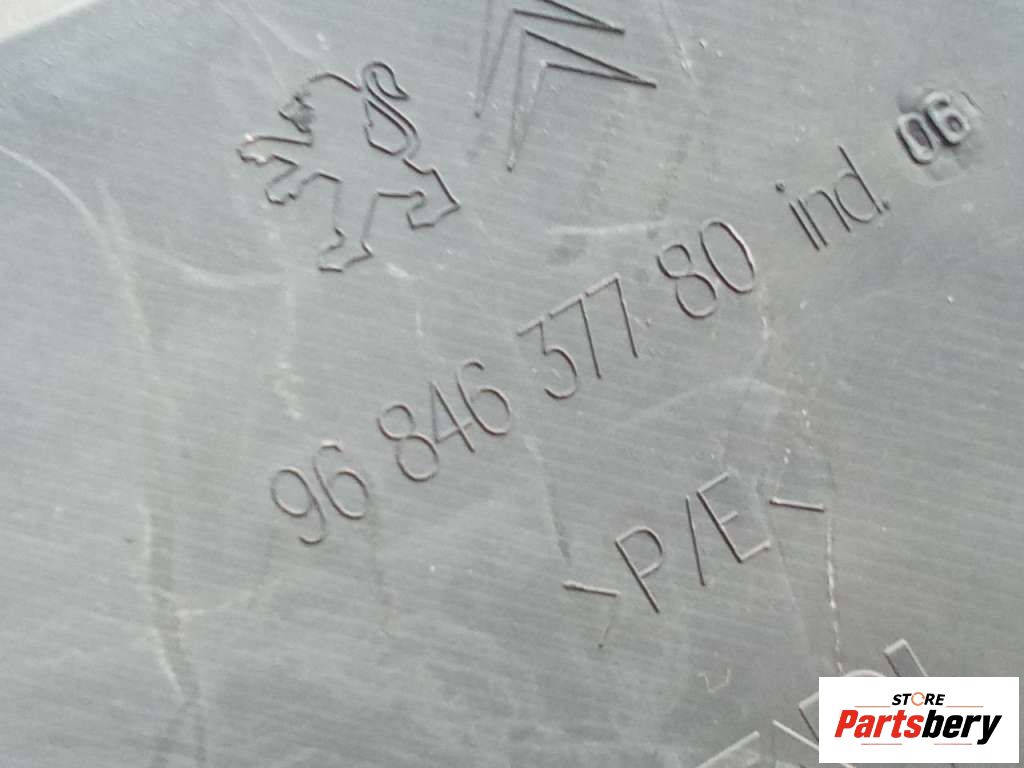 96 846 377 80 ind. 06
>P/E<
STORE
Partsbery